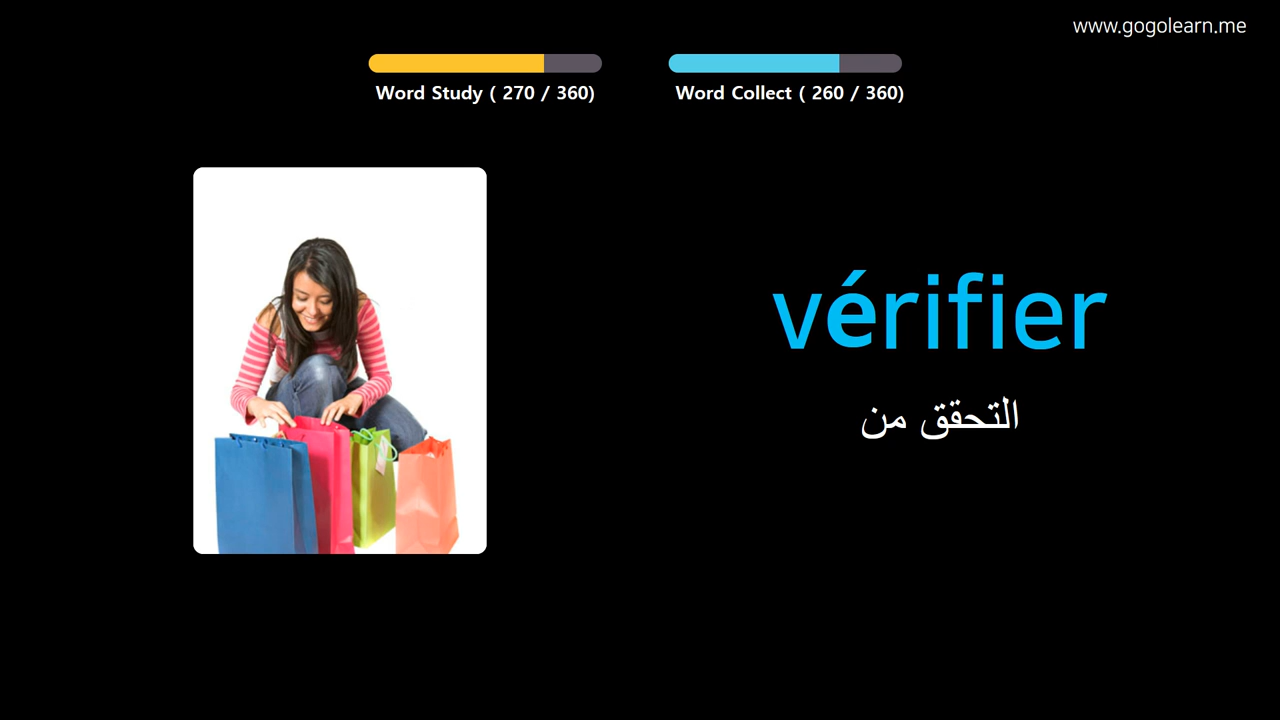 www.gogolearn.me
Word Study ( 270 / 360)
Word Collect ( 260 / 360)
vérifier
التحقق من